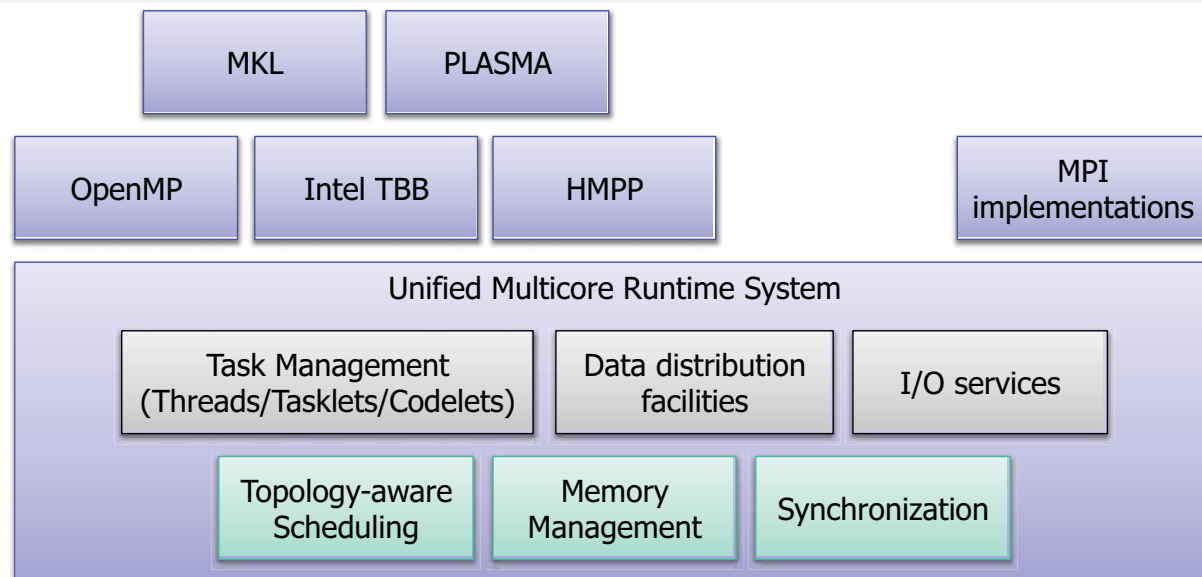 MKL
PLASMA
OpenMP
Intel TBB
HMPP
MPI
implementations
Unified Multicore Runtime System
Task Management
(Threads/Tasklets/Codelets)
Data distribution
facilities
I/O services
Topology-aware
Scheduling
Memory
Management
Synchronization